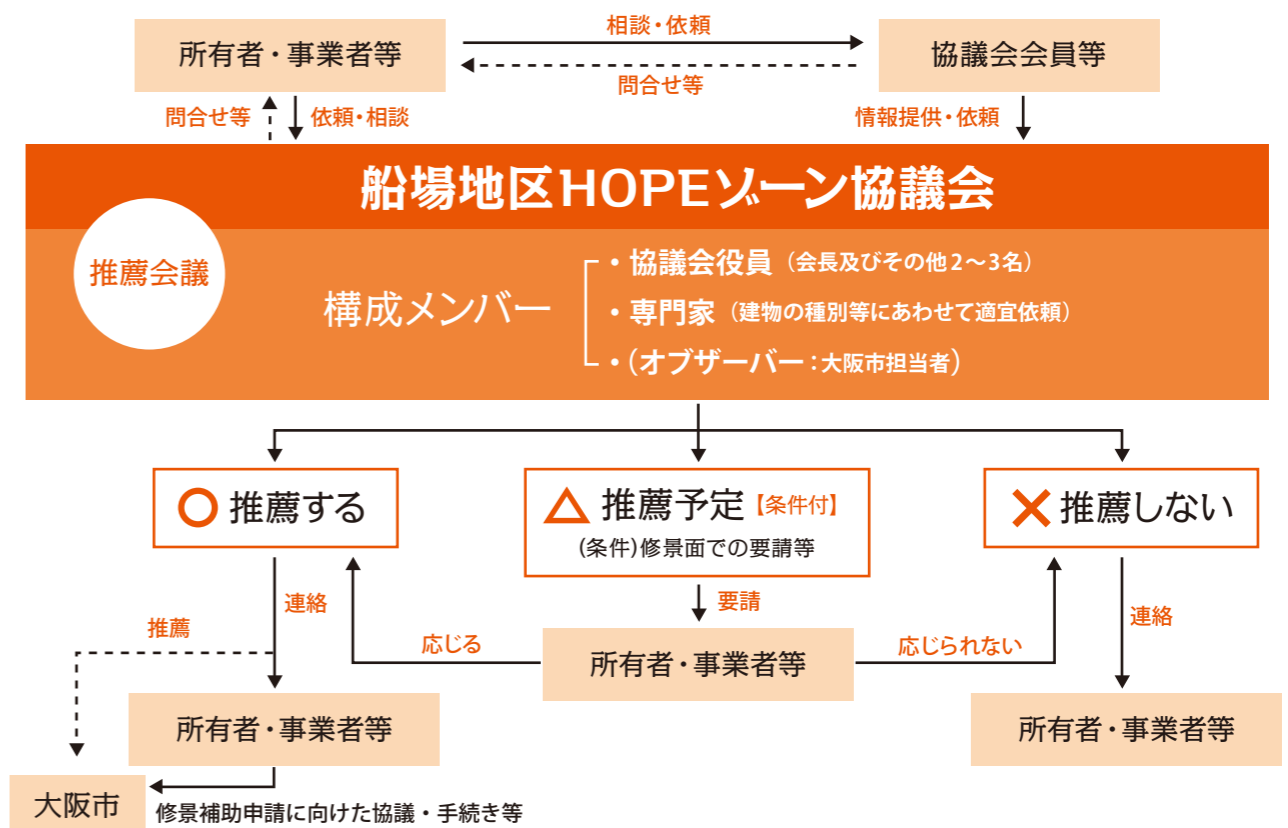 相談・依頼
所有者・事業者等
協議会会員等
問合せ等
問合せ等
依頼・相談
情報提供・依頼
船場地区HOPEゾーン協議会
推薦会議
構成メンバー
・協議会役員（会長及びその他2〜3名）
・専門家（建物の種別等にあわせて適宜依頼）
・（オブザーバー：大阪市担当者）
○推薦する
△推薦予定【条件付】
(条件)修景面での要請等
×推薦しない
連絡
要請
連絡
推薦
応じる
応じられない
所有者・事業者等
所有者・事業者等
所有者・事業者等
大阪市
修景補助申請に向けた協議・手続き等